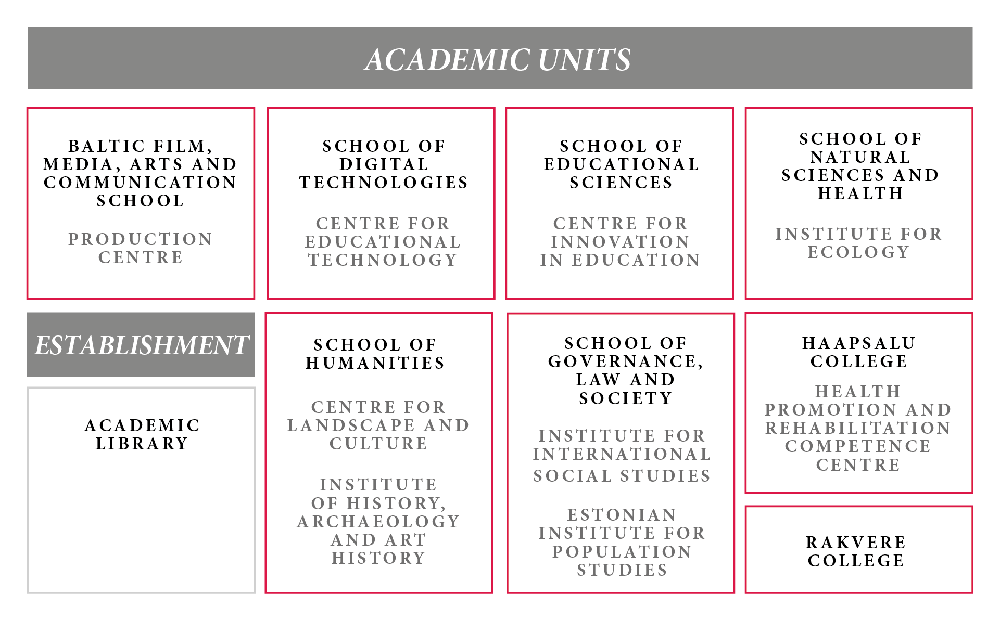 ACADEMIC UNITS
BALTIC FILM,
MEDIA, ARTS AND
COMMUNICATION
SCHOOL
PRODUCTION
CENTRE
SCHOOL OF
DIGITAL
TECHNOLOGIES
CENTRE FOR
EDUCATIONAL
TECHNOLOGY
SCHOOL OF
EDUCATIONAL
SCIENCES
CENTRE FOR
INNOVATION
IN EDUCATION
SCHOOL OF
NATURAL
SCIENCES AND
HEALTH
INSTITUTE FOR
ECOLOGY
ESTABLISHMENT
ACADEMIC
LIBRARY
SCHOOL OF
HUMANITIES
CENTRE FOR
LANDSCAPE AND
CULTURE
INSTITUTE
OF HISTORY,
ARCHAEOLOGY
AND ART
HISTORY
SCHOOL OF
GOVERNANCE,
LAW AND
SOCIETY
INSTITUTE FOR
INTERNATIONAL
SOCIAL STUDIES
ESTONIAN
INSTITUTE FOR
POPULATION
STUDIES
HAAPSALU
COLLEGE
HEALTH
PROMOTION AND
REHABILITATION
COMPETENCE
CENTRE
RAKVERE
COLLEGE